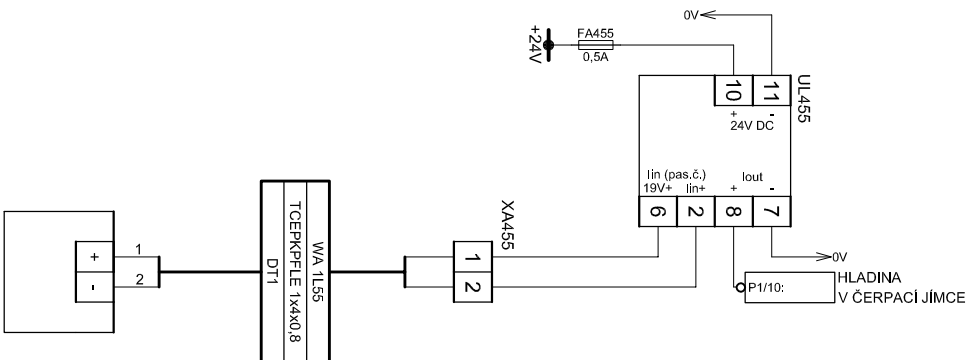 0V
+24V
FA455
0,5A
UL455
10
11
+
-
24V DC
Iin (pas.č.)
Iout
19V+
Iin+
+
-
6
2
8
7
XA455
1
2
WA 1L55
TCEPKPFLE 1x4x0,8
DT1
+
-
1
2
0V
P1/10:
HLADINA
V ČERPACÍ JÍMCE